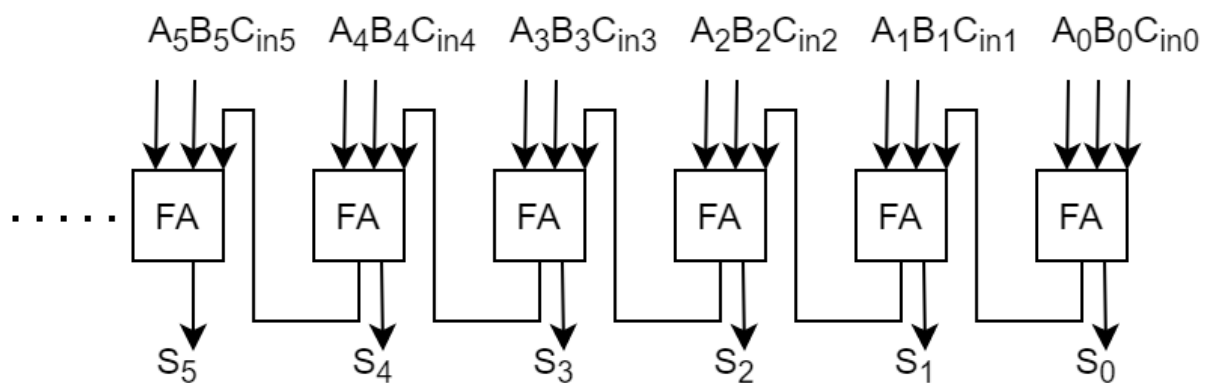 A₅B₅Cᵢₙ₅ A₄B₄Cᵢₙ₄ A₃B₃Cᵢₙ₃ A₂B₂Cᵢₙ₂ A₁B₁Cᵢₙ₁ A₀B₀Cᵢₙ₀
FA FA FA FA FA FA
S₅ S₄ S₃ S₂ S₁ S₀